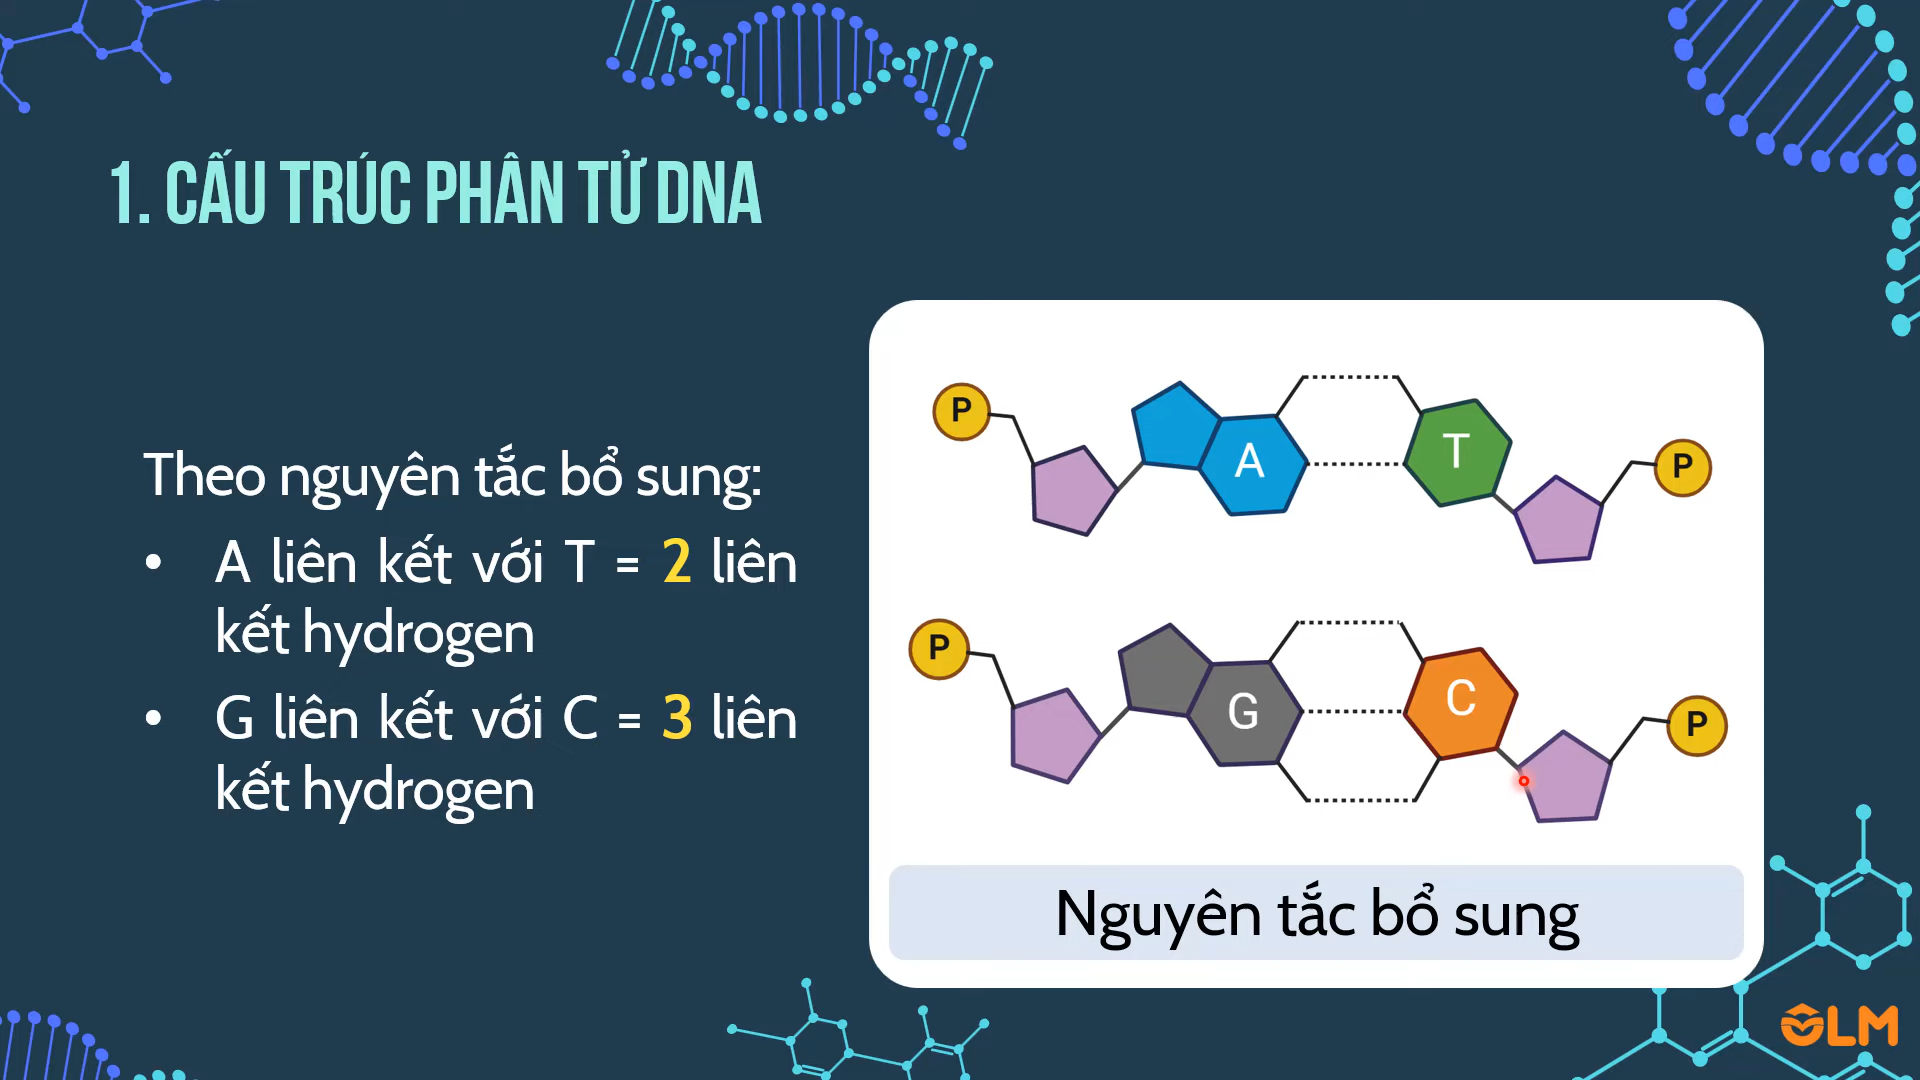 1. CẤU TRÚC PHÂN TỬ DNA
Theo nguyên tắc bổ sung:
• A liên kết với T = 2 liên
kết hydrogen
• G liên kết với C = 3 liên
kết hydrogen
P
A
T
P
P
G
C
P
Nguyên tắc bổ sung
OLM